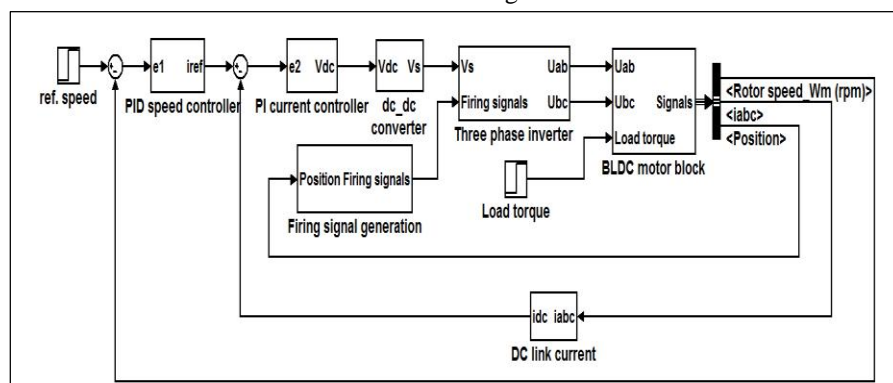 ref. speed
e1 iref
PID speed controller
e2 Vdc
PI current controller
Vdc Vs
dc_dc
converter
Vs
Firing signals
Uab
Ubc
Three phase inverter
Uab
Ubc
Load torque
Signals
BLDC motor block
<Rotor speed_Wm (rpm)>
<iabc>
<Position>
Position Firing signals
Firing signal generation
Load torque
idc iabc
DC link current